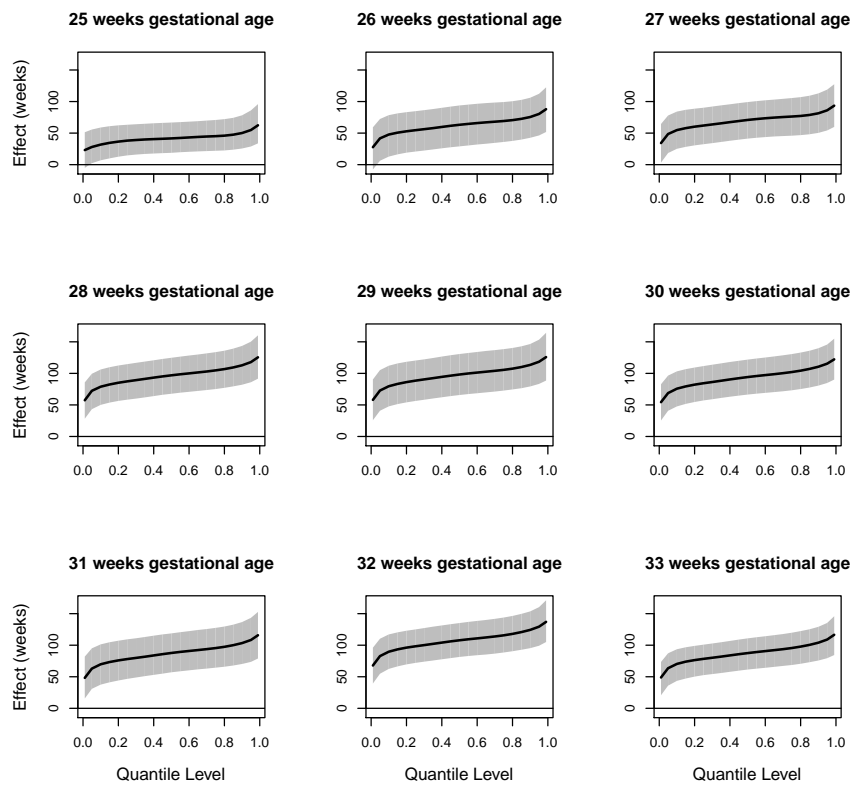 25 weeks gestational age
26 weeks gestational age
27 weeks gestational age
Effect (weeks)
100
50
0
100
50
0
100
50
0
0.0 0.2 0.4 0.6 0.8 1.0
0.0 0.2 0.4 0.6 0.8 1.0
0.0 0.2 0.4 0.6 0.8 1.0
28 weeks gestational age
29 weeks gestational age
30 weeks gestational age
Effect (weeks)
100
50
0
100
50
0
100
50
0
0.0 0.2 0.4 0.6 0.8 1.0
0.0 0.2 0.4 0.6 0.8 1.0
0.0 0.2 0.4 0.6 0.8 1.0
31 weeks gestational age
32 weeks gestational age
33 weeks gestational age
Effect (weeks)
100
50
0
100
50
0
100
50
0
0.0 0.2 0.4 0.6 0.8 1.0
0.0 0.2 0.4 0.6 0.8 1.0
0.0 0.2 0.4 0.6 0.8 1.0
Quantile Level
Quantile Level
Quantile Level